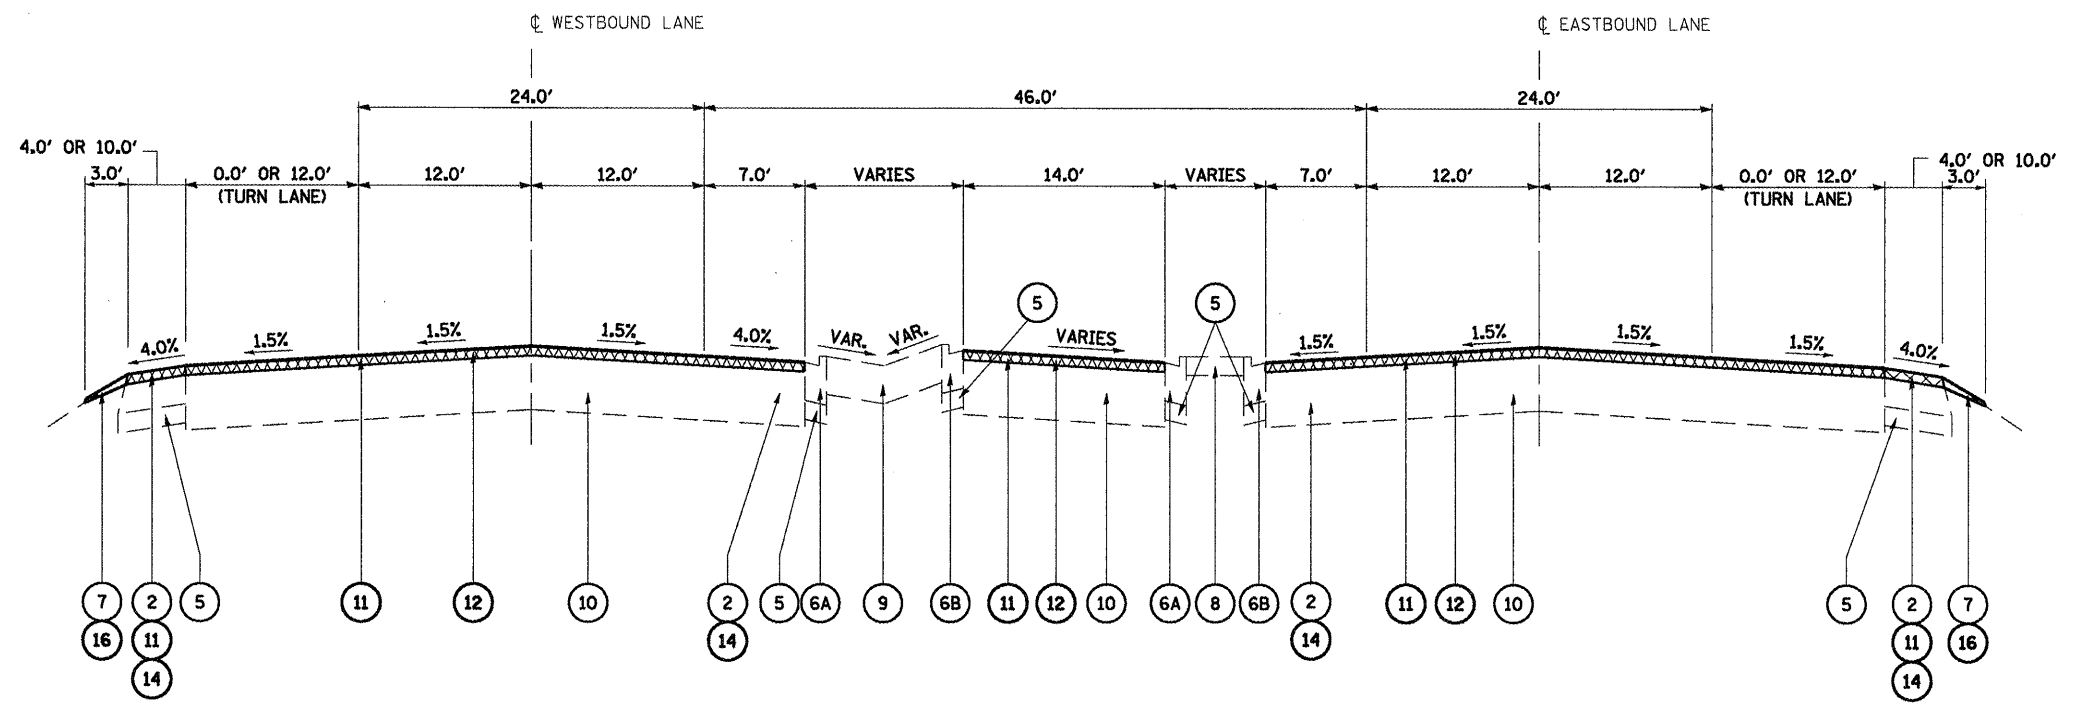 ℄ WESTBOUND LANE
℄ EASTBOUND LANE
24.0' 46.0' 24.0'
4.0' OR 10.0'
4.0' OR 10.0'
3.0' 0.0' OR 12.0' 12.0' 12.0' 7.0' VARIES 14.0' VARIES 7.0' 12.0' 12.0' 0.0' OR 12.0' 3.0'
(TURN LANE)
(TURN LANE)
5 5
4.0% 1.5% 1.5% 1.5% 4.0% VAR. VAR. VARIES 1.5% 1.5% 1.5% 1.5% 4.0%
7 2 5 11 12 10 2 5 6A 9 6B 11 12 10 6A 8 6B 2 11 12 10 5 2 7
16 11 14 14 11 16
14 14